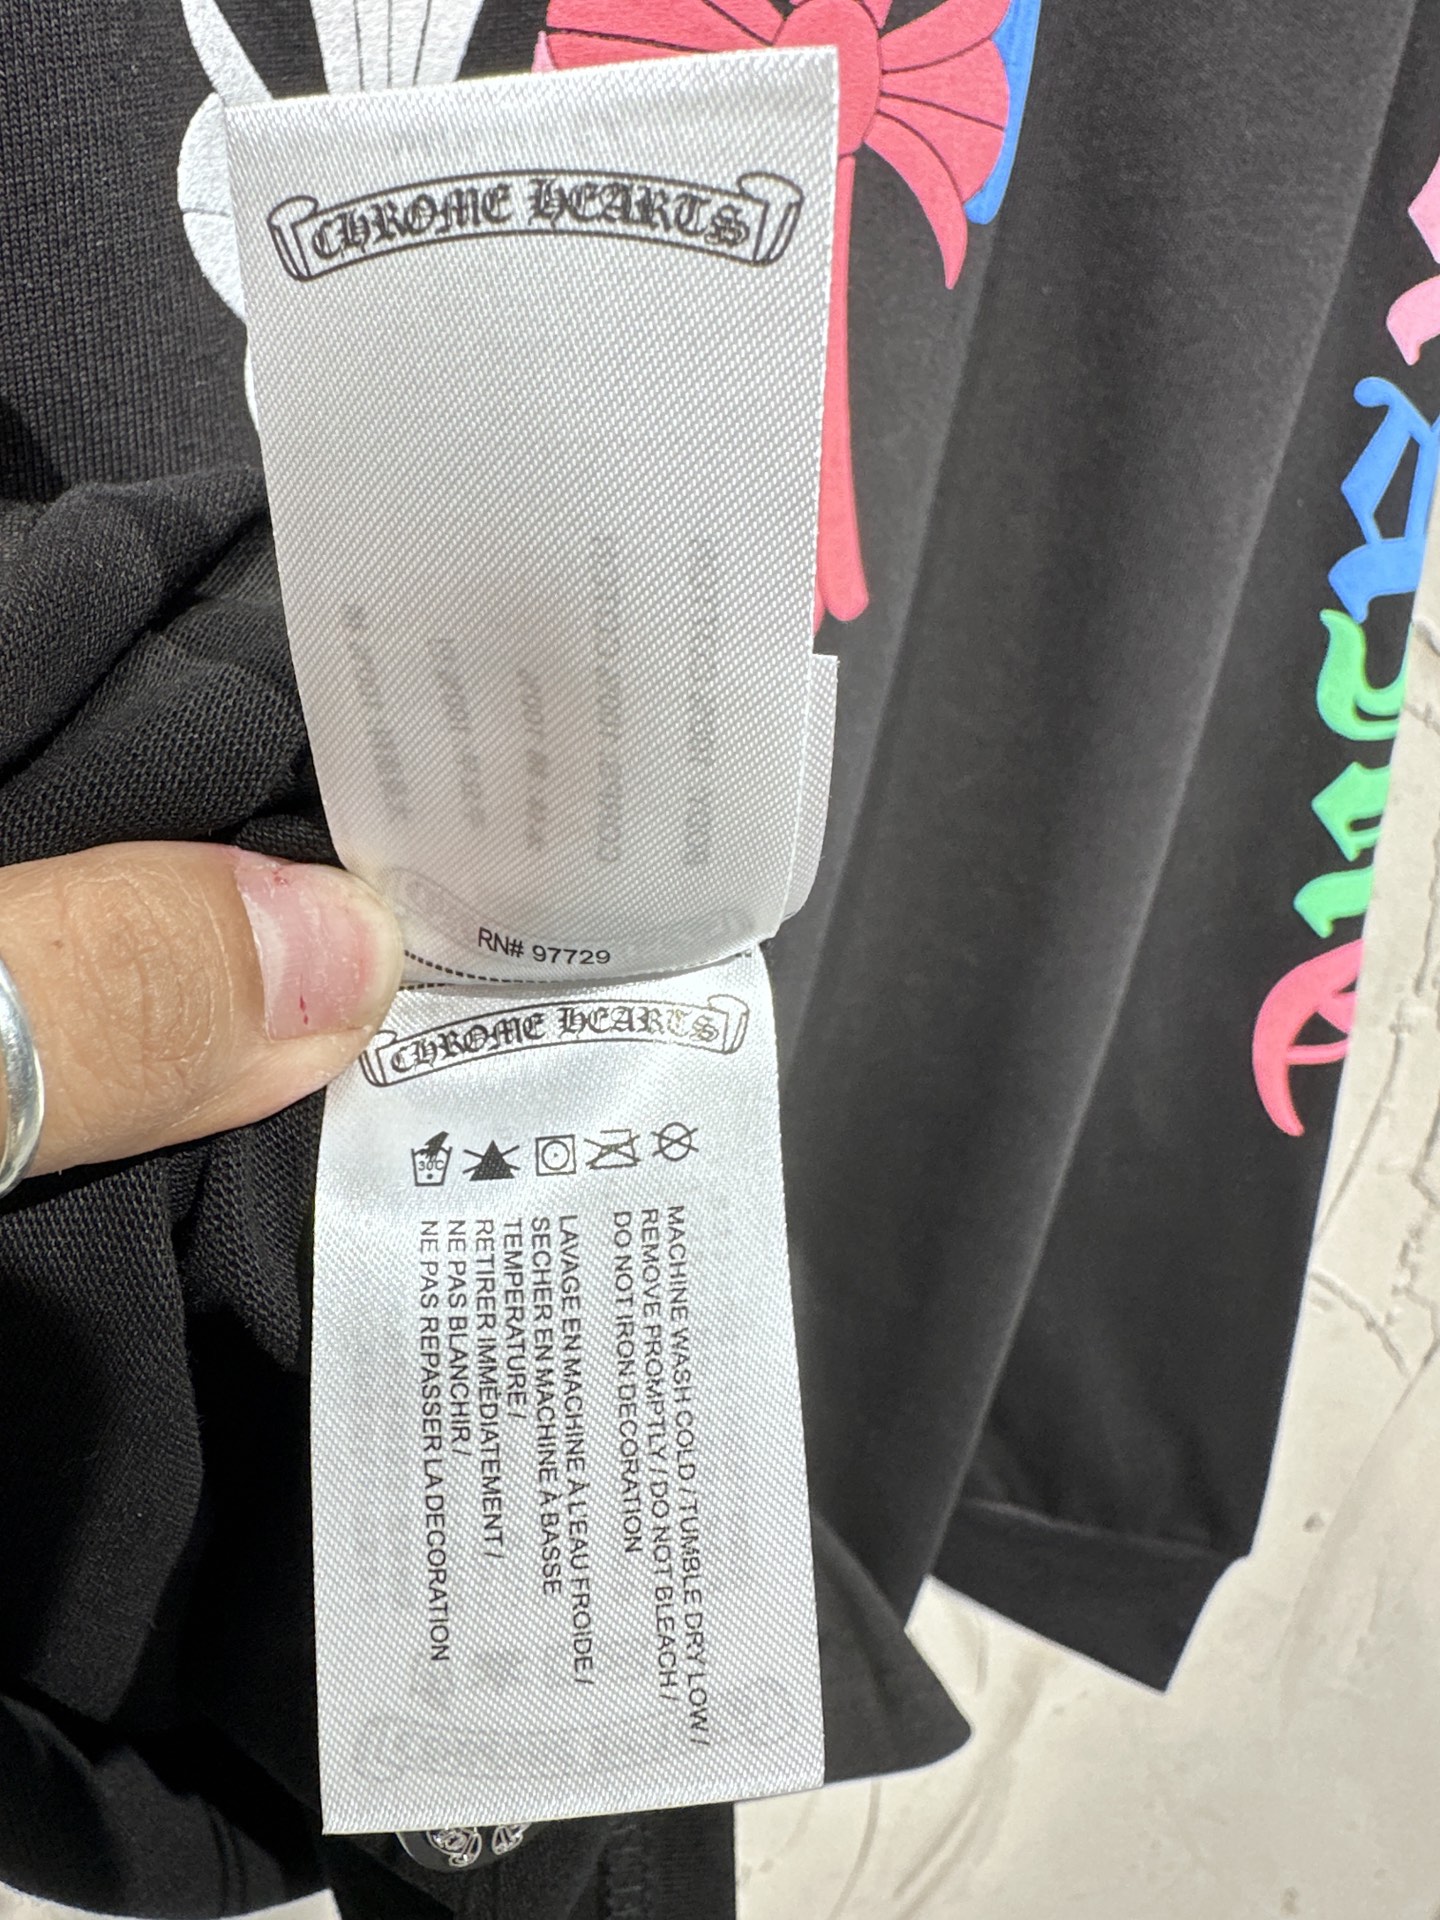 CHROME HEARTS
RN# 97729
CHROME HEARTS
30C
MACHINE WASH COLD / TUMBLE DRY LOW /
REMOVE PROMPTLY / DO NOT BLEACH /
DO NOT IRON DECORATION
LAVAGE EN MACHINE À L'EAU FROIDE /
SECHER EN MACHINE À BASSE
TEMPERATURE /
RETIRER IMMÉDIATEMENT /
NE PAS BLANCHIR /
NE PAS REPASSER LA DECORATION